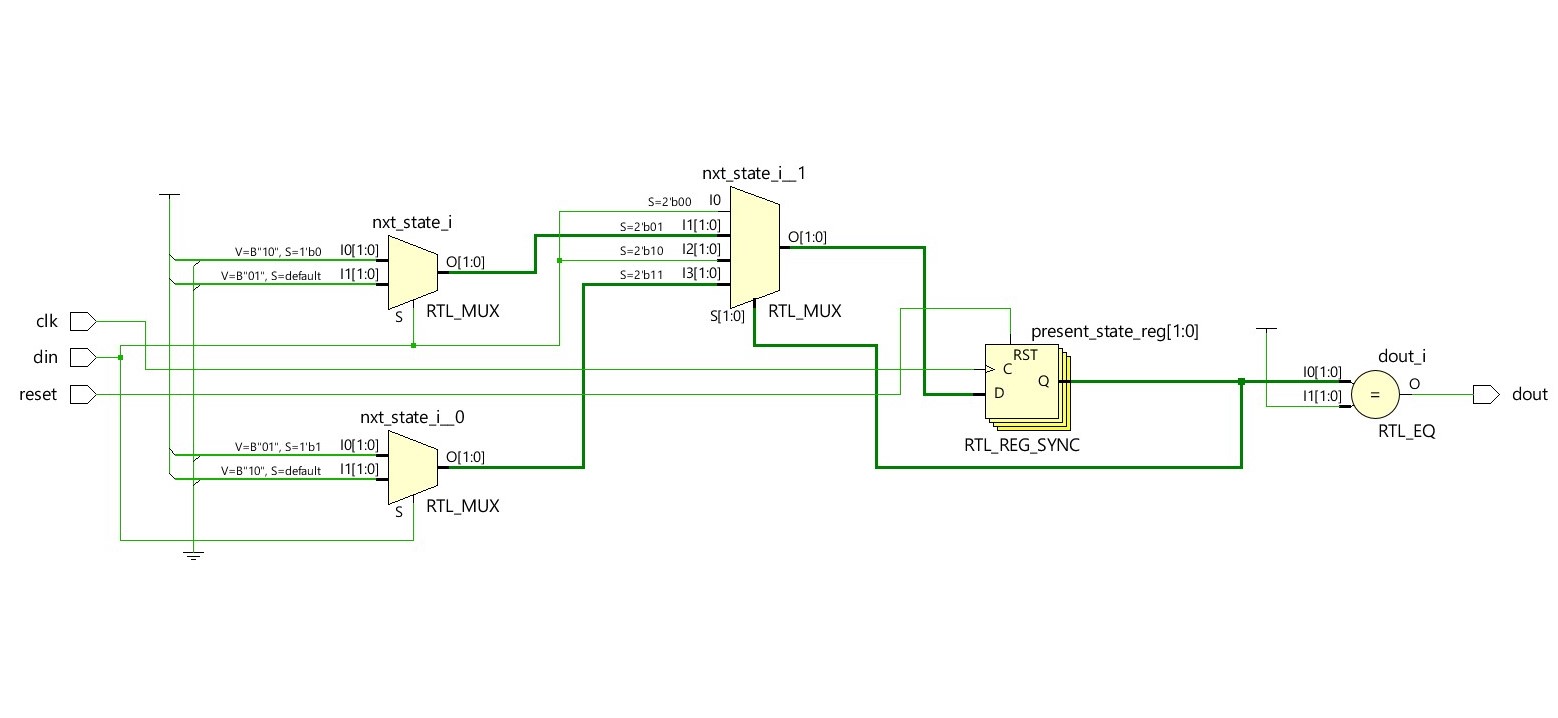 nxt_state_i__1
S=2'b00 I0
S=2'b01 I1[1:0]
S=2'b10 I2[1:0]
S=2'b11 I3[1:0]
O[1:0]
S[1:0]
RTL_MUX
nxt_state_i
V=B"10", S=1'b0 I0[1:0]
V=B"01", S=default I1[1:0]
O[1:0]
S
RTL_MUX
clk
din
reset
nxt_state_i__0
V=B"01", S=1'b1 I0[1:0]
V=B"10", S=default I1[1:0]
O[1:0]
S
RTL_MUX
present_state_reg[1:0]
RST
C
Q
D
RTL_REG_SYNC
dout_i
I0[1:0]
I1[1:0]
=
O
RTL_EQ
dout